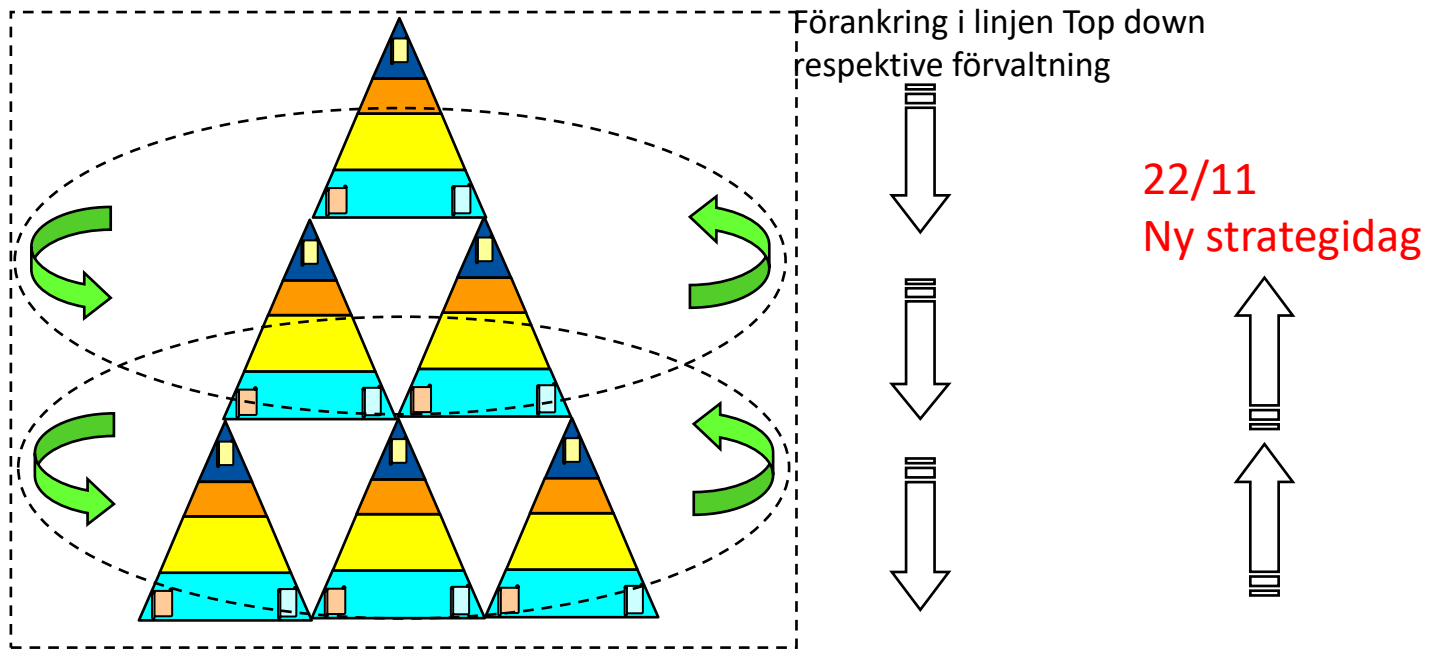 Förankring i linjen Top down
respektive förvaltning
22/11
Ny strategidag